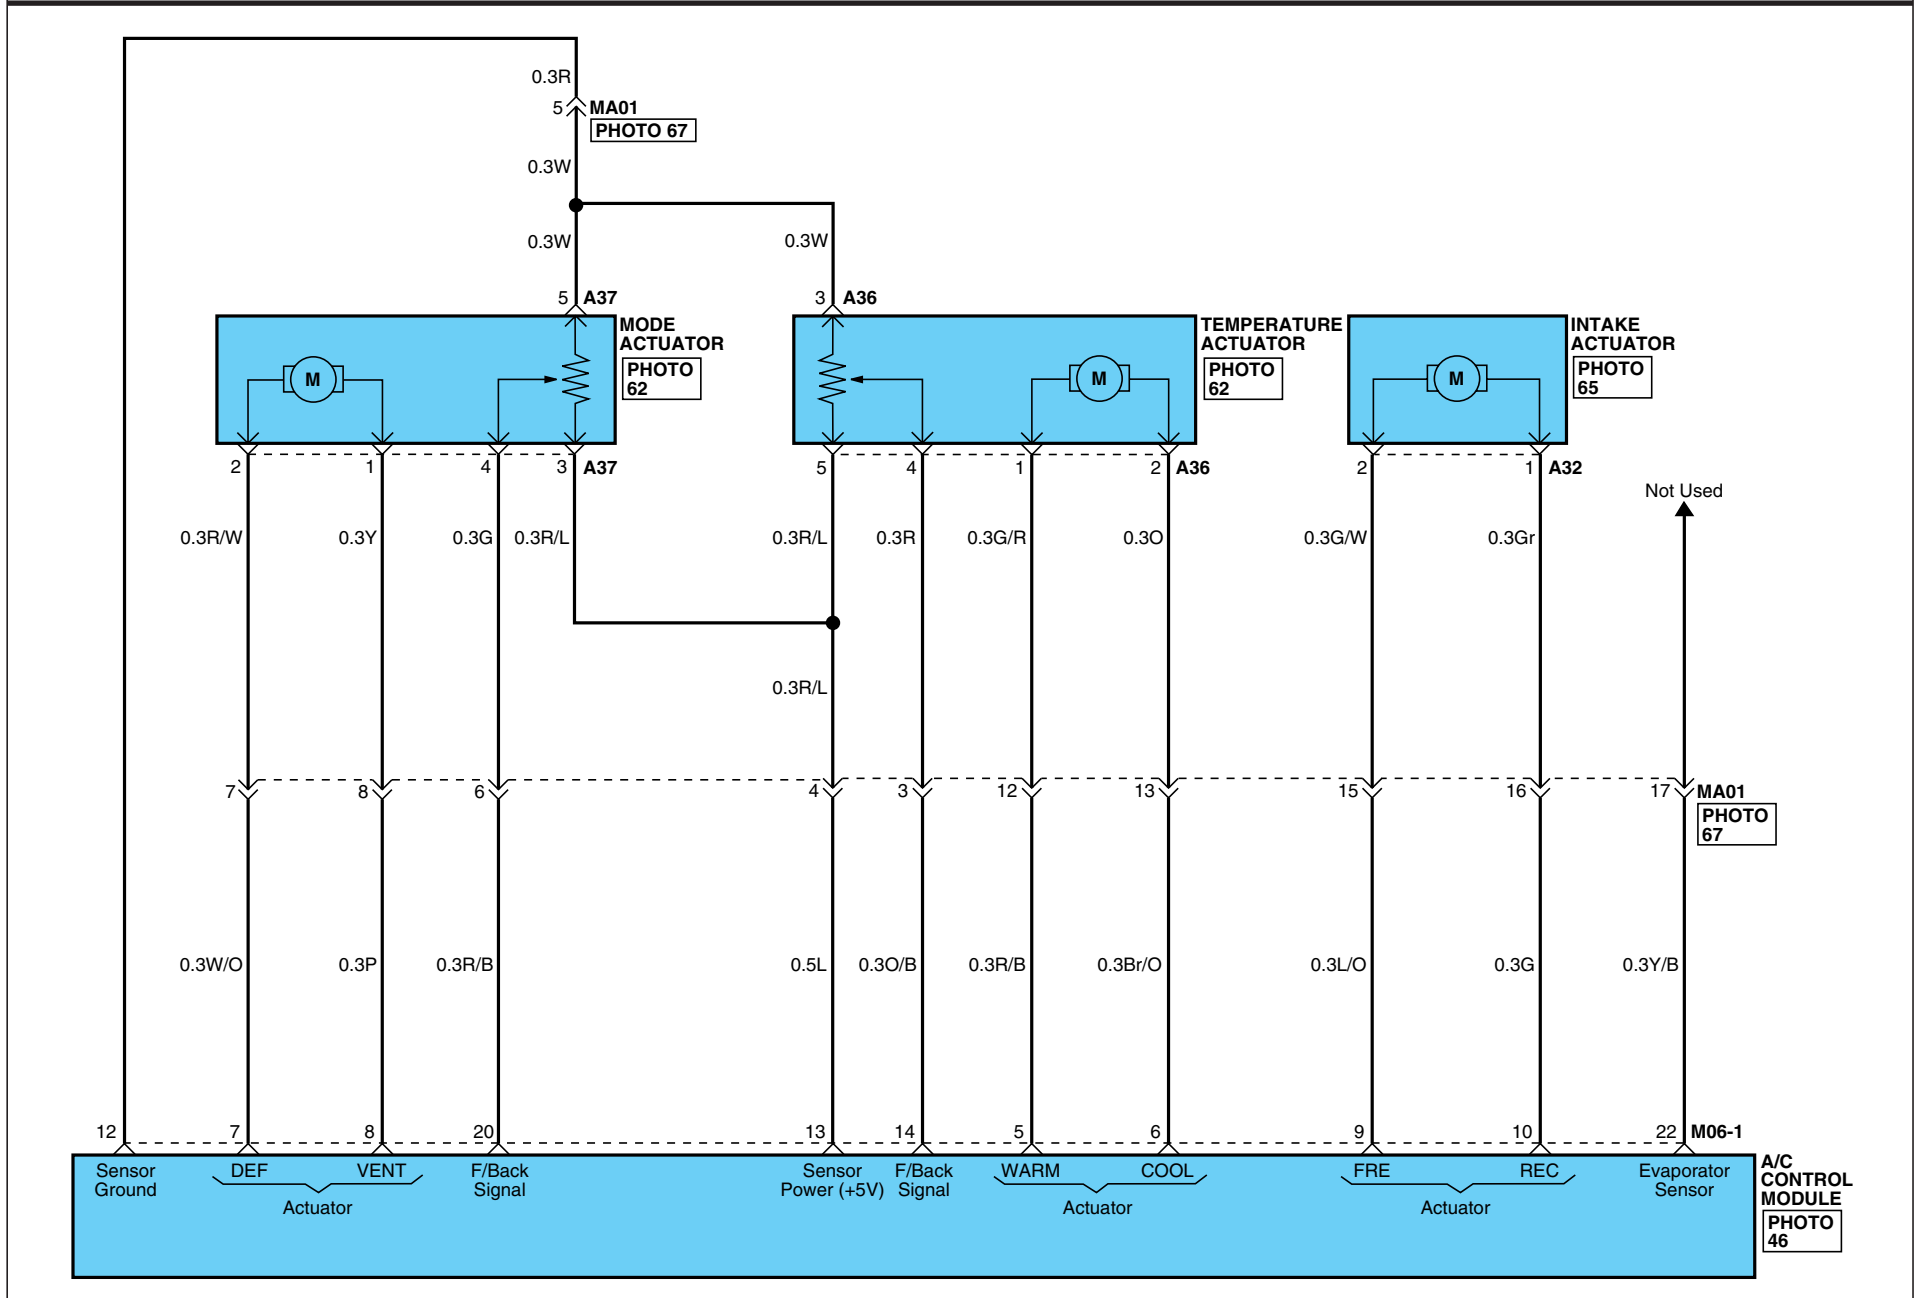 0.3R
5 MA01
PHOTO 67
0.3W
0.3W 0.3W
5 A37 3 A36
MODE
ACTUATOR
PHOTO
62
TEMPERATURE
ACTUATOR
PHOTO
62
INTAKE
ACTUATOR
PHOTO
65
M M M
2 1 4 3 A37 5 4 1 2 A36 2 1 A32
Not Used
0.3R/W 0.3Y 0.3G 0.3R/L 0.3R/L 0.3R 0.3G/R 0.3O 0.3G/W 0.3Gr
0.3R/L
7 8 6 4 3 12 13 15 16 17 MA01
PHOTO
67
0.3W/O 0.3P 0.3R/B 0.5L 0.3O/B 0.3R/B 0.3Br/O 0.3L/O 0.3G 0.3Y/B
12 7 8 20 13 14 5 6 9 10 22 M06-1
Sensor
Ground
DEF VENT
Actuator
F/Back
Signal
Sensor
Power (+5V)
F/Back
Signal
WARM COOL
Actuator
FRE REC
Actuator
Evaporator
Sensor
A/C
CONTROL
MODULE
PHOTO
46